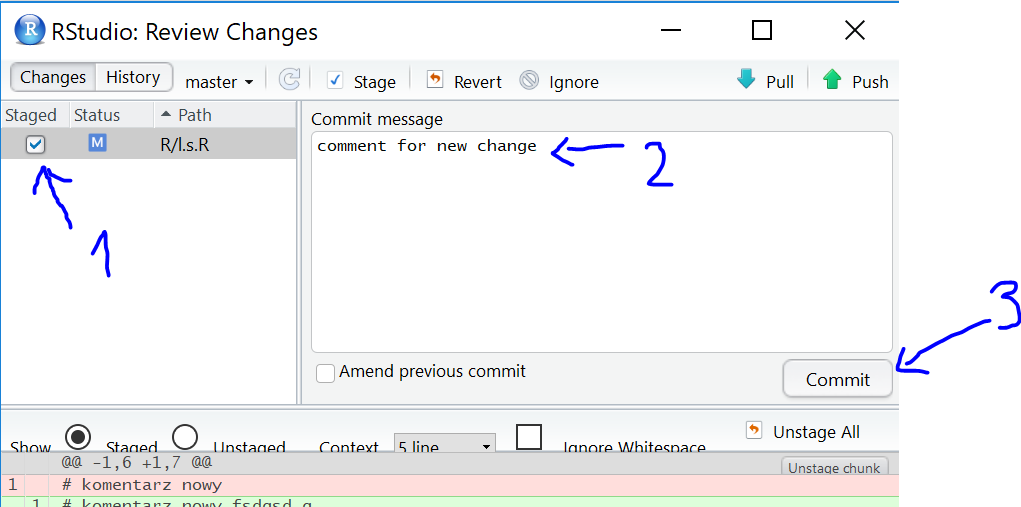 RStudio: Review Changes
Changes History master Stage Revert Ignore Pull Push
Staged Status Path
Commit message
M R/l.s.R
comment for new change
1
2
3
Amend previous commit
Commit
Show Staged Unstaged Context 5 line Ignore Whitespace Unstage All
@@ -1,6 +1,7 @@ Unstage chunk
1 # komentarz nowy
1 # komentarz nowy